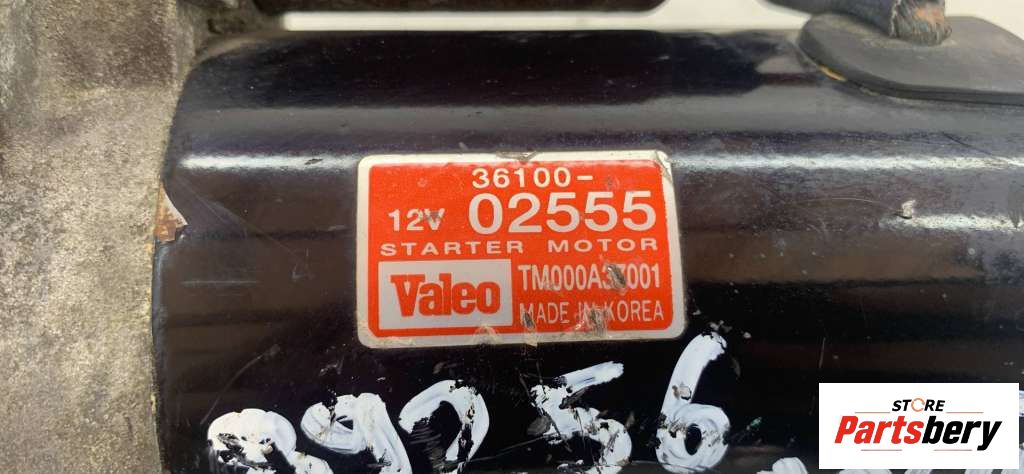 36100-
12V 02555
STARTER MOTOR
Valeo
MADE IN KOREA
STORE
Partsbery